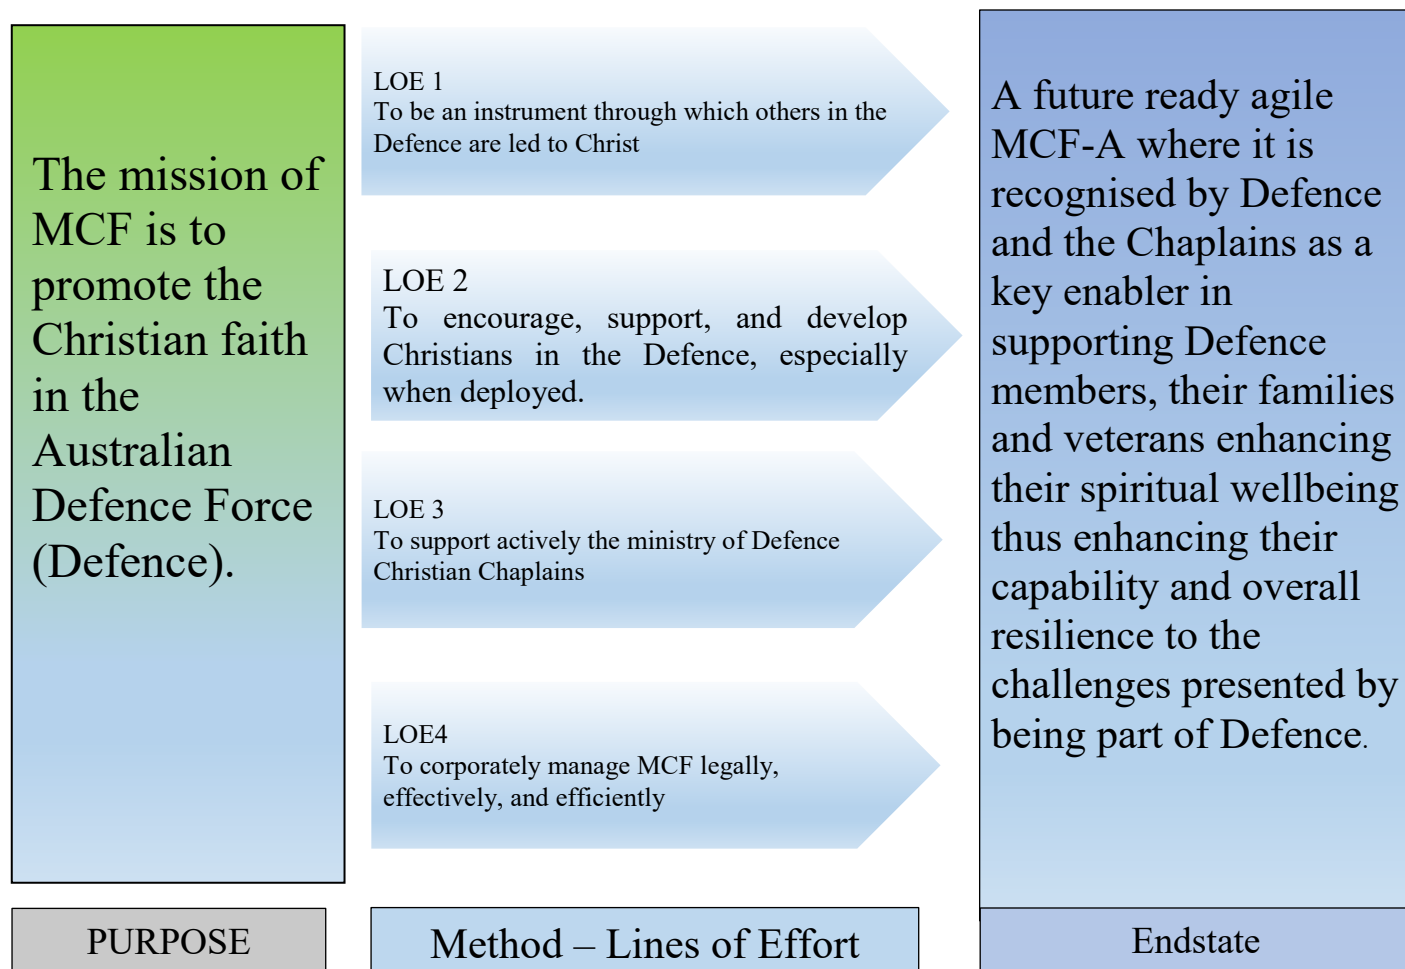 The mission of
MCF is to
promote the
Christian faith
in the
Australian
Defence Force
(Defence).
PURPOSE
LOE 1
To be an instrument through which others in the
Defence are led to Christ
LOE 2
To encourage, support, and develop
Christians in the Defence, especially
when deployed.
LOE 3
To support actively the ministry of Defence
Christian Chaplains
LOE4
To corporately manage MCF legally,
effectively, and efficiently
Method – Lines of Effort
A future ready agile
MCF-A where it is
recognised by Defence
and the Chaplains as a
key enabler in
supporting Defence
members, their families
and veterans enhancing
their spiritual wellbeing
thus enhancing their
capability and overall
resilience to the
challenges presented by
being part of Defence.
Endstate